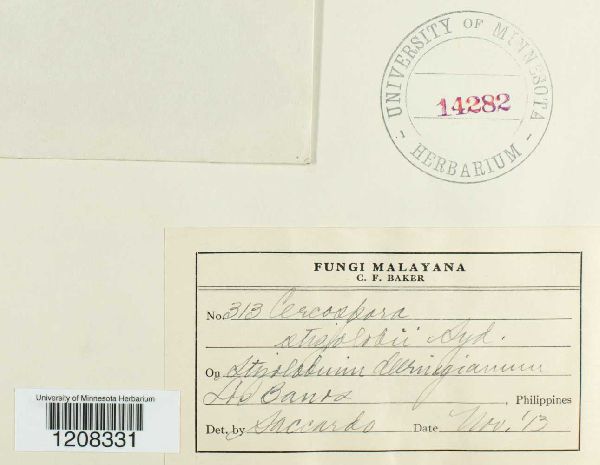 UNIVERSITY OF MINNESOTA
14282
- HERBARIUM -
FUNGI MALAYANA
C. F. BAKER
No. 313 Cercospora
stizolobii Syd.
On Stizolobium deeringianum
Los Banos, Philippines
Det. by Saccardo Date Nov. '13
University of Minnesota Herbarium
1208331